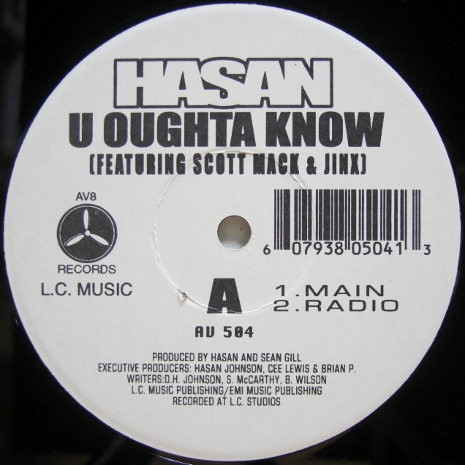 HASAN
U OUGHTA KNOW
(FEATURING SCOTT MACK & JINX)
AV8
RECORDS
L.C. MUSIC
6 07938 05041 3
A
1.MAIN
2.RADIO
AV 504
PRODUCED BY HASAN AND SEAN GILL
EXECUTIVE PRODUCERS: HASAN JOHNSON, CEE LEWIS & BRIAN P.
WRITERS:D.H. JOHNSON, S. McCARTHY, B. WILSON
L.C. MUSIC PUBLISHING/EMI MUSIC PUBLISHING
RECORDED AT L.C. STUDIOS